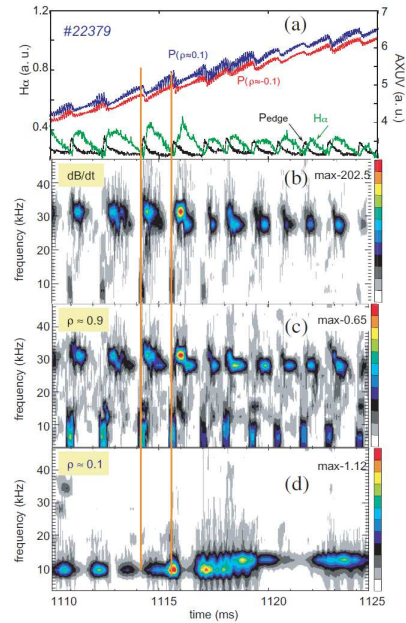 #22379
(a)
Hα (a. u.)
1.2
0.8
0.4
P(ρ≈0.1)
P(ρ≈-0.1)
Pedge
Hα
7
6
5
4
3
AXUV (a. u.)
dB/dt
(b)
max-202.5
frequency (kHz)
40
30
20
10
ρ ≈ 0.9
(c)
max-0.65
frequency (kHz)
40
30
20
10
ρ ≈ 0.1
(d)
max-1.12
frequency (kHz)
40
30
20
10
1110
1115
1120
1125
time (ms)